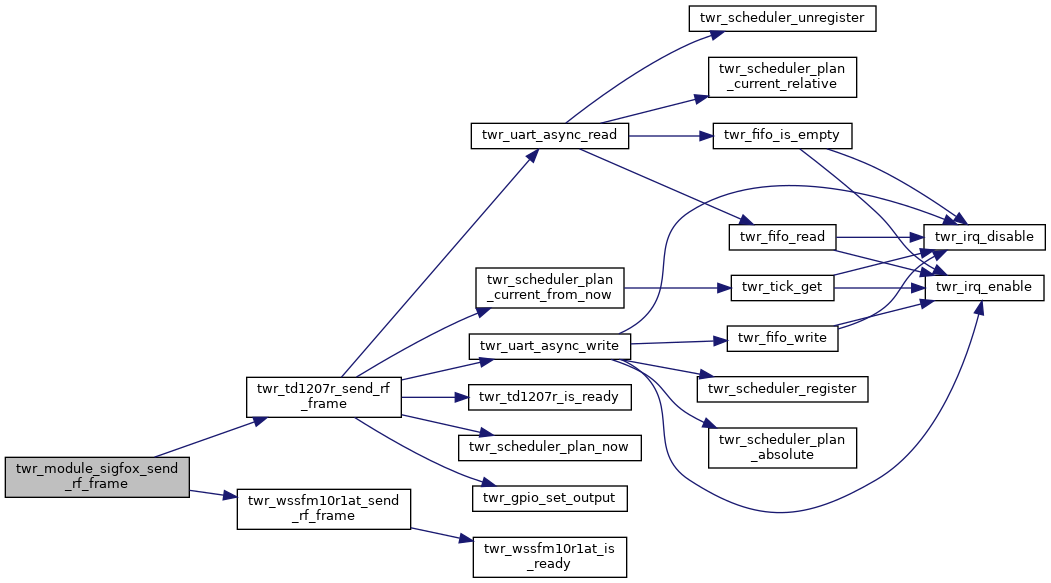 twr_scheduler_unregister
twr_scheduler_plan
_current_relative
twr_uart_async_read
twr_fifo_is_empty
twr_fifo_read
twr_irq_disable
twr_scheduler_plan
_current_from_now
twr_tick_get
twr_irq_enable
twr_uart_async_write
twr_fifo_write
twr_td1207r_send_rf
_frame
twr_td1207r_is_ready
twr_scheduler_register
twr_scheduler_plan_now
twr_scheduler_plan
_absolute
twr_module_sigfox_send
_rf_frame
twr_gpio_set_output
twr_wssfm10r1at_send
_rf_frame
twr_wssfm10r1at_is
_ready